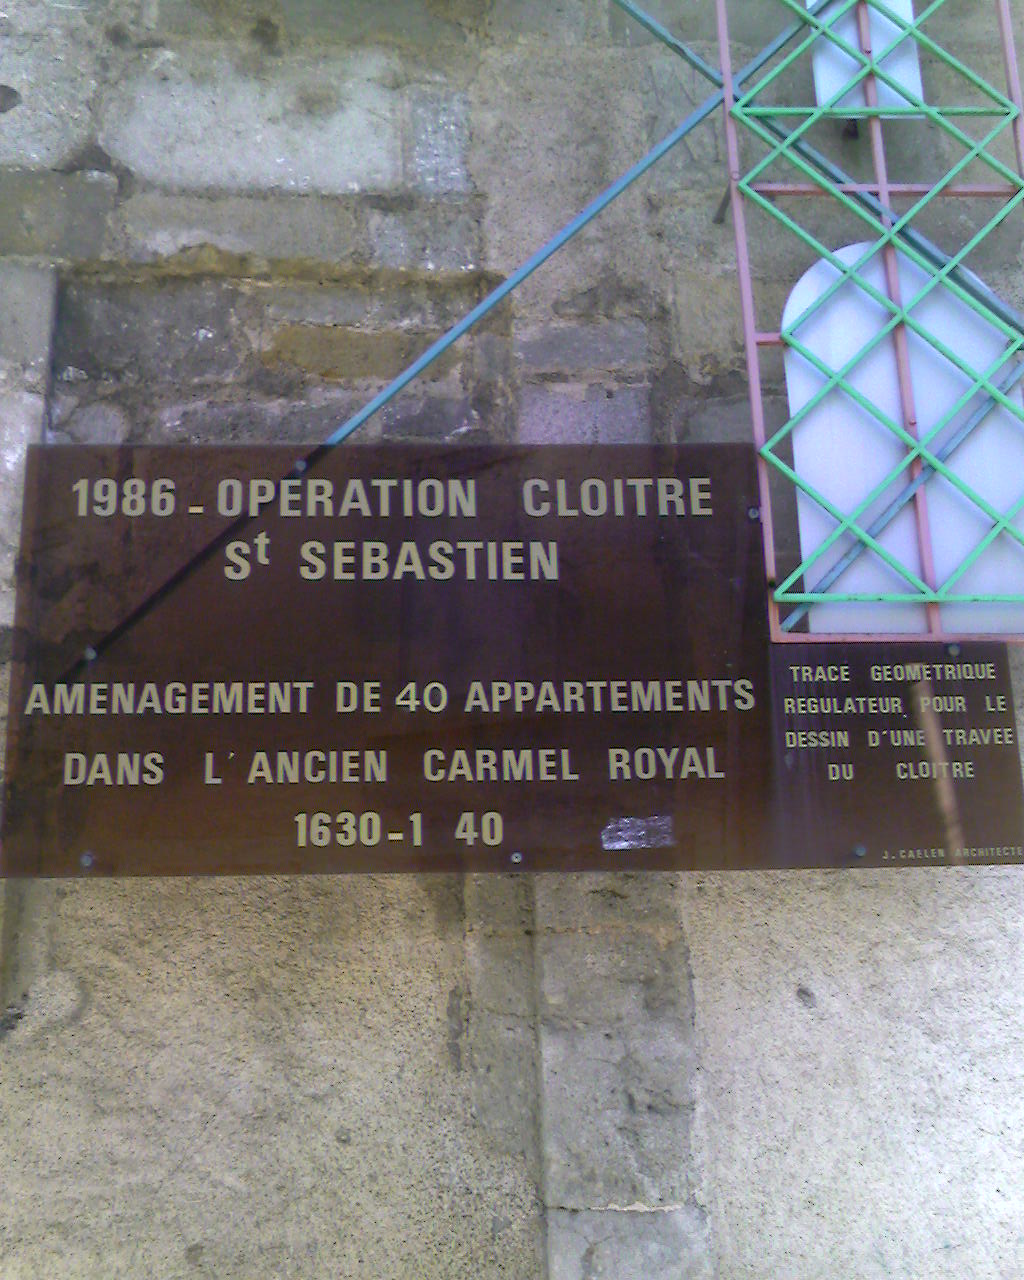 1986 - OPERATION CLOITRE
St SEBASTIEN
AMENAGEMENT DE 40 APPARTEMENTS
DANS L'ANCIEN CARMEL ROYAL
1630-1 40
TRACE GEOMETRIQUE
REGULATEUR POUR LE
DESSIN D'UNE TRAVEE
DU CLOITRE
J. CAELEN ARCHITECTE